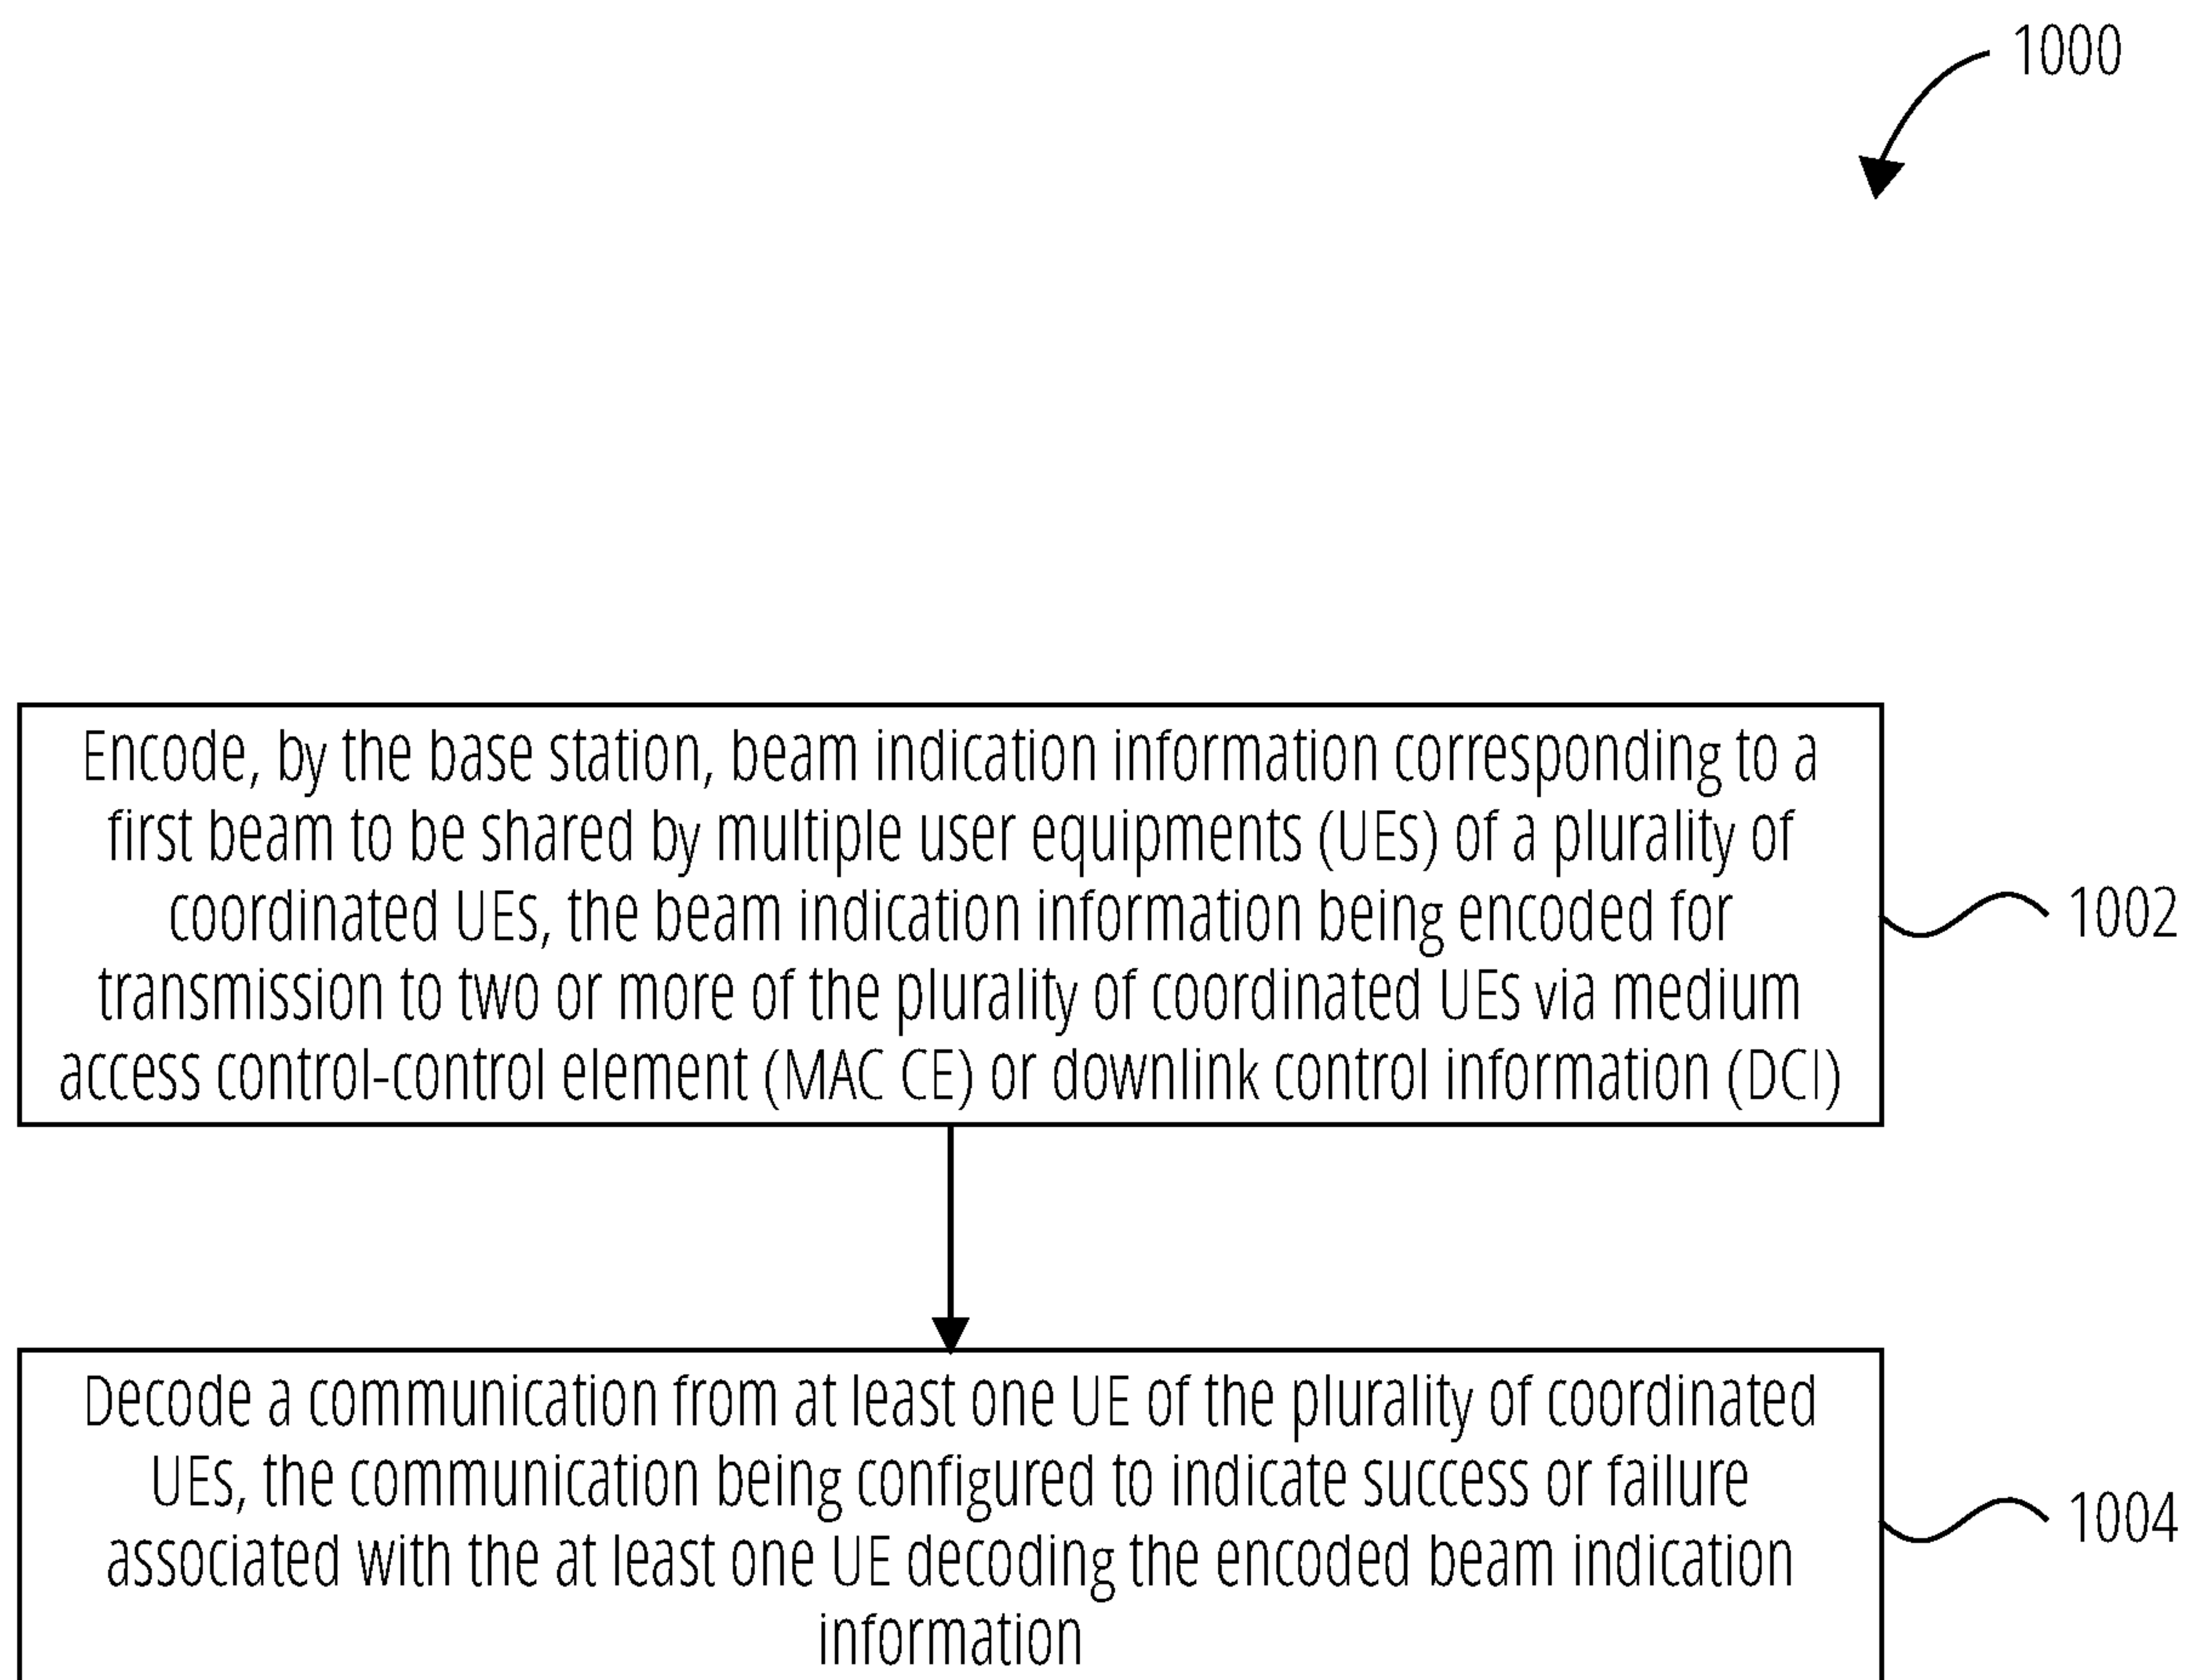 1000
Encode, by the base station, beam indication information corresponding to a
first beam to be shared by multiple user equipments (UEs) of a plurality of
coordinated UEs, the beam indication information being encoded for
transmission to two or more of the plurality of coordinated UEs via medium
access control-control element (MAC CE) or downlink control information (DCI)
1002
Decode a communication from at least one UE of the plurality of coordinated
UEs, the communication being configured to indicate success or failure
associated with the at least one UE decoding the encoded beam indication
information
1004